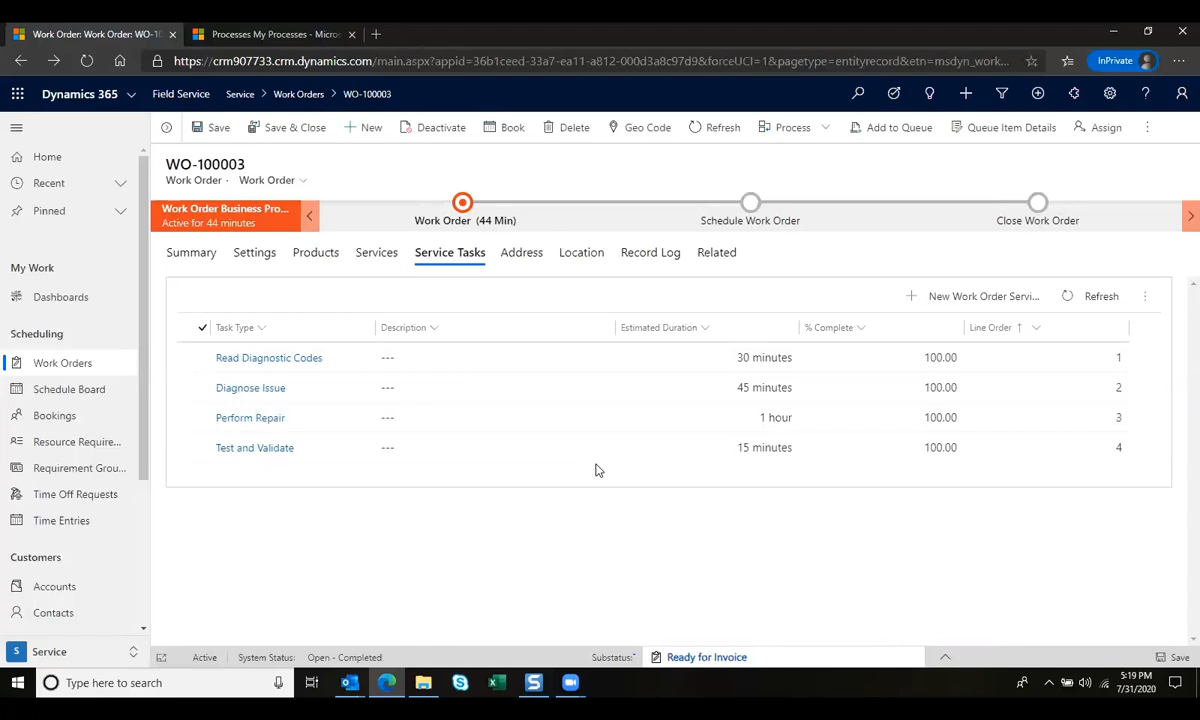 Work Order: Work Order: WO-10
Processes My Processes - Micros
https://crm907733.crm.dynamics.com/main.aspx?appid=36b1ceed-33a7-ea11-a812-000d3a8c97d9&forceUCI=1&pagetype=entityrecord&etn=msdyn_work...
InPrivate
Dynamics 365
Field Service
Service > Work Orders > WO-100003
Save
Save & Close
New
Deactivate
Book
Delete
Geo Code
Refresh
Process
Add to Queue
Queue Item Details
Assign
WO-100003
Work Order · Work Order
Work Order Business Pro...
Active for 44 minutes
Work Order (44 Min)
Schedule Work Order
Close Work Order
Summary
Settings
Products
Services
Service Tasks
Address
Location
Record Log
Related
Home
Recent
Pinned
My Work
Dashboards
Scheduling
Work Orders
Schedule Board
Bookings
Resource Require...
Requirement Grou...
Time Off Requests
Time Entries
Customers
Accounts
Contacts
S Service
New Work Order Servi...
Refresh
Task Type Description Estimated Duration % Complete Line Order
Read Diagnostic Codes --- 30 minutes 100.00 1
Diagnose Issue --- 45 minutes 100.00 2
Perform Repair --- 1 hour 100.00 3
Test and Validate --- 15 minutes 100.00 4
Active
System Status: Open - Completed
Substatus:
Ready for Invoice
Save
Type here to search
5:19 PM
7/31/2020